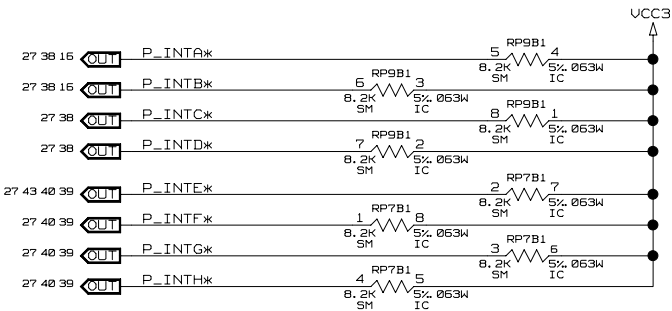 VCC3
27 38 16 OUT P_INTA* 5 RP9B1 4
8.2K 5%.063W
SM IC
27 38 16 OUT P_INTB* 6 RP9B1 3
8.2K 5%.063W
SM IC
27 38 OUT P_INTC* 8 RP9B1 1
8.2K 5%.063W
SM IC
27 38 OUT P_INTD* 7 RP9B1 2
8.2K 5%.063W
SM IC
27 43 40 39 OUT P_INTE* 2 RP7B1 7
8.2K 5%.063W
SM IC
27 40 39 OUT P_INTF* 1 RP7B1 8
8.2K 5%.063W
SM IC
27 40 39 OUT P_INTG* 3 RP7B1 6
8.2K 5%.063W
SM IC
27 40 39 OUT P_INTH* 4 RP7B1 5
8.2K 5%.063W
SM IC